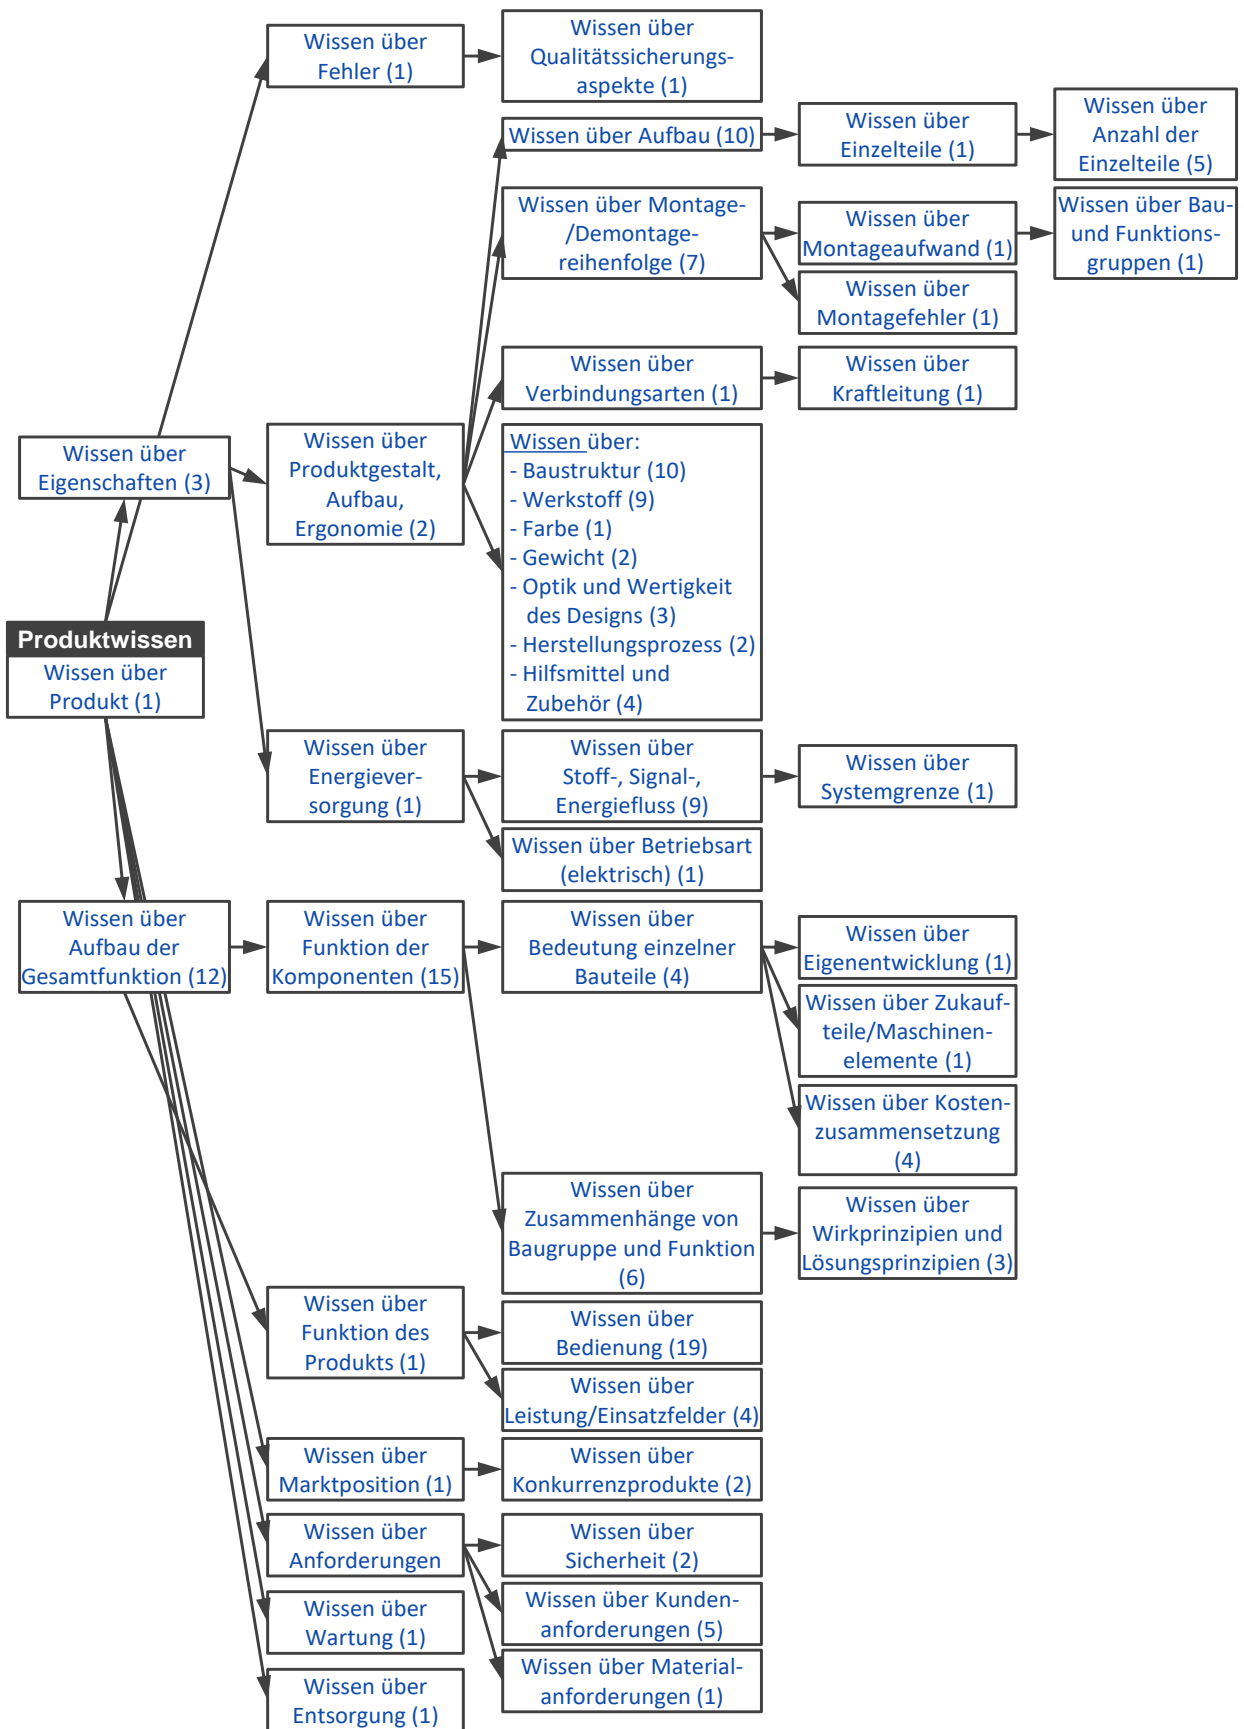 Wissen über
Fehler (1)
Wissen über
Qualitätssicherungs-
aspekte (1)
Wissen über Aufbau (10)
Wissen über
Einzelteile (1)
Wissen über
Anzahl der
Einzelteile (5)
Wissen über Montage-
/Demontage-
reihenfolge (7)
Wissen über
Montageaufwand (1)
Wissen über Bau-
und Funktions-
gruppen (1)
Wissen über
Montagefehler (1)
Wissen über
Verbindungsarten (1)
Wissen über
Kraftleitung (1)
Wissen über
Eigenschaften (3)
Wissen über
Produktgestalt,
Aufbau,
Ergonomie (2)
Wissen über:
- Baustruktur (10)
- Werkstoff (9)
- Farbe (1)
- Gewicht (2)
- Optik und Wertigkeit
des Designs (3)
- Herstellungsprozess (2)
- Hilfsmittel und
Zubehör (4)
Produktwissen
Wissen über
Produkt (1)
Wissen über
Energiever-
sorgung (1)
Wissen über
Stoff-, Signal-,
Energiefluss (9)
Wissen über
Systemgrenze (1)
Wissen über Betriebsart
(elektrisch) (1)
Wissen über
Aufbau der
Gesamtfunktion (12)
Wissen über
Funktion der
Komponenten (15)
Wissen über
Bedeutung einzelner
Bauteile (4)
Wissen über
Eigenentwicklung (1)
Wissen über Zukauf-
teile/Maschinen-
elemente (1)
Wissen über Kosten-
zusammensetzung
(4)
Wissen über
Zusammenhänge von
Baugruppe und Funktion
(6)
Wissen über
Wirkprinzipien und
Lösungsprinzipien (3)
Wissen über
Funktion des
Produkts (1)
Wissen über
Bedienung (19)
Wissen über
Leistung/Einsatzfelder (4)
Wissen über
Marktposition (1)
Wissen über
Konkurrenzprodukte (2)
Wissen über
Anforderungen
Wissen über
Sicherheit (2)
Wissen über Kunden-
anforderungen (5)
Wissen über
Wartung (1)
Wissen über Material-
anforderungen (1)
Wissen über
Entsorgung (1)